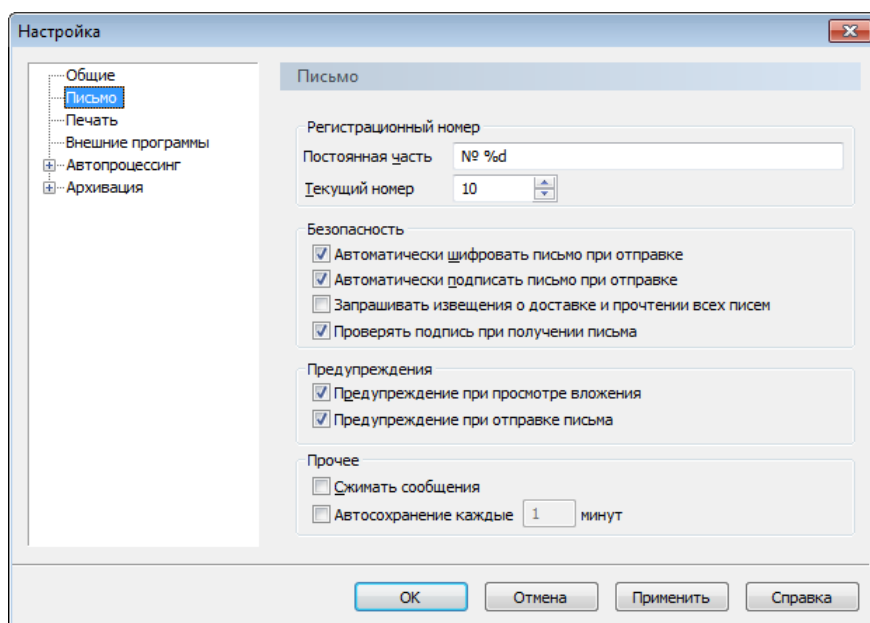 Настройка
Общие
Письмо
Печать
Внешние программы
Автопроцессинг
Архивация
Письмо
Регистрационный номер
Постоянная часть № %d
Текущий номер 10
Безопасность
Автоматически шифровать письмо при отправке
Автоматически подписать письмо при отправке
Запрашивать извещения о доставке и прочтении всех писем
Проверять подпись при получении письма
Предупреждения
Предупреждение при просмотре вложения
Предупреждение при отправке письма
Прочее
Сжимать сообщения
Автосохранение каждые 1 минут
ОК Отмена Применить Справка